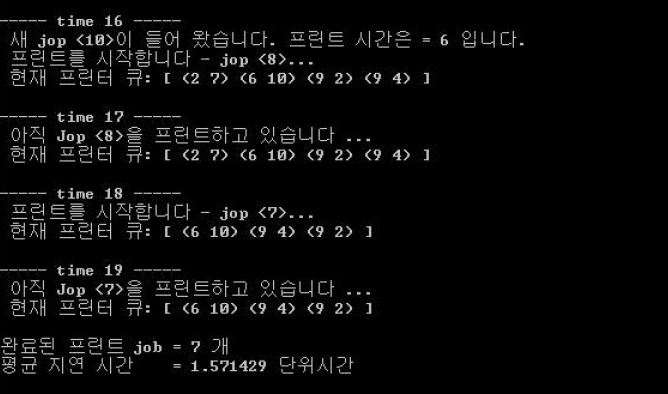 ----- time 16 -----
새 jop <10>이 들어 왔습니다. 프린트 시간은 = 6 입니다.
프린트를 시작합니다 - jop <8>...
현재 프린터 큐: [ <2 7> <6 10> <9 2> <9 4> ]
----- time 17 -----
아직 Jop <8>을 프린트하고 있습니다 ...
현재 프린터 큐: [ <2 7> <6 10> <9 2> <9 4> ]
----- time 18 -----
프린트를 시작합니다 - jop <7>...
현재 프린터 큐: [ <6 10> <9 4> <9 2> ]
----- time 19 -----
아직 Jop <7>을 프린트하고 있습니다 ...
현재 프린터 큐: [ <6 10> <9 4> <9 2> ]
완료된 프린트 job = 7 개
평균 지연 시간 = 1.571429 단위시간